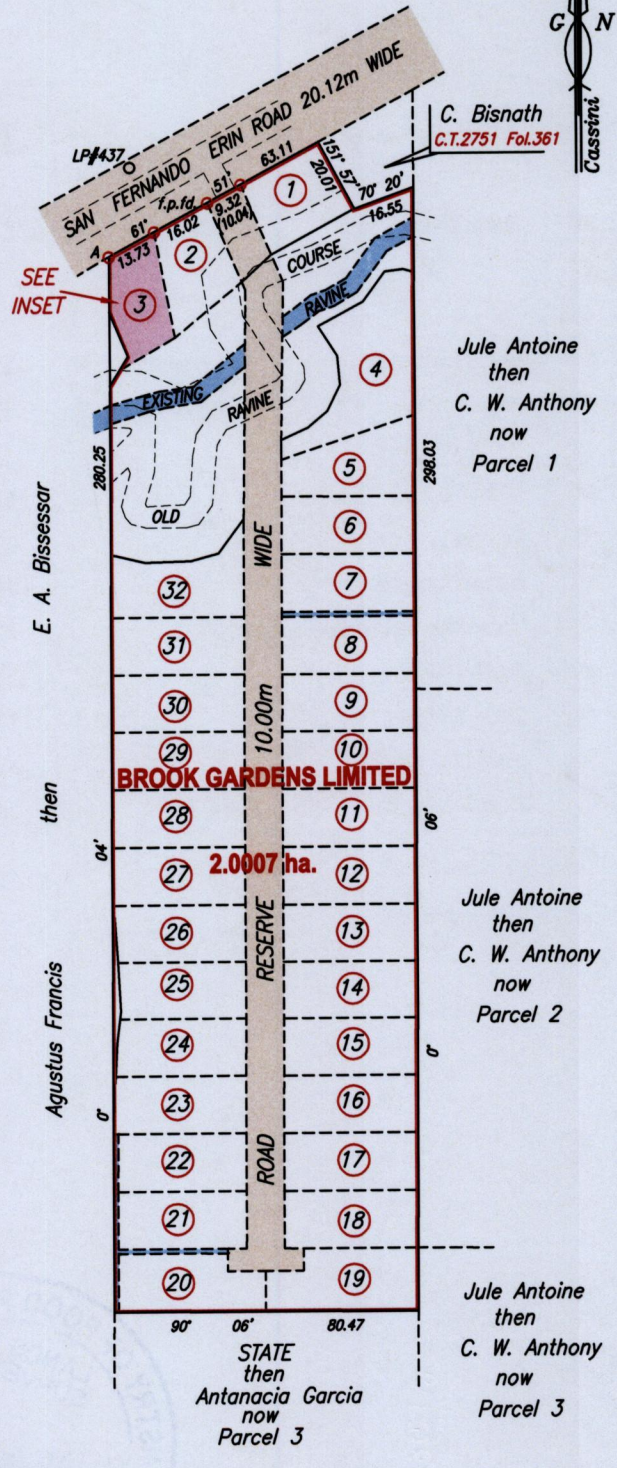 G N
Cassini
SAN FERNANDO ERIN ROAD 20.12m WIDE
LP#437
C. Bisnath
C.T.2751 Fol.361
A
61° 51'
63.11
151° 57'
20.01
70° 20'
16.55
f.p.fd.
13.73
16.02
9.32
(10.04)
SEE
INSET
1
2
3
COURSE
RAVINE
EXISTING
RAVINE
OLD
4
280.25
298.03
Jule Antoine
then
C. W. Anthony
now
Parcel 1
E. A. Bissessar
then
Agustus Francis
5
6
7
8
9
10
11
12
13
14
15
16
17
18
19
32
31
30
29
28
27
26
25
24
23
22
21
20
ROAD RESERVE 10.00m WIDE
BROOK GARDENS LIMITED
2.0007 ha.
0° 04'
0° 06'
Jule Antoine
then
C. W. Anthony
now
Parcel 2
90° 06' 80.47
STATE
then
Antanacia Garcia
now
Parcel 3
Jule Antoine
then
C. W. Anthony
now
Parcel 3